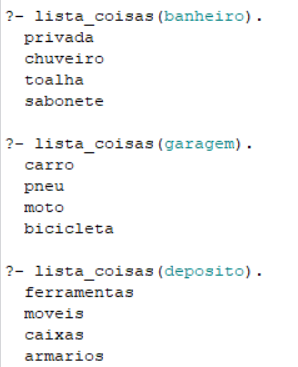 ?- lista_coisas(banheiro).
privada
chuveiro
toalha
sabonete
?- lista_coisas(garagem).
carro
pneu
moto
bicicleta
?- lista_coisas(deposito).
ferramentas
moveis
caixas
armarios